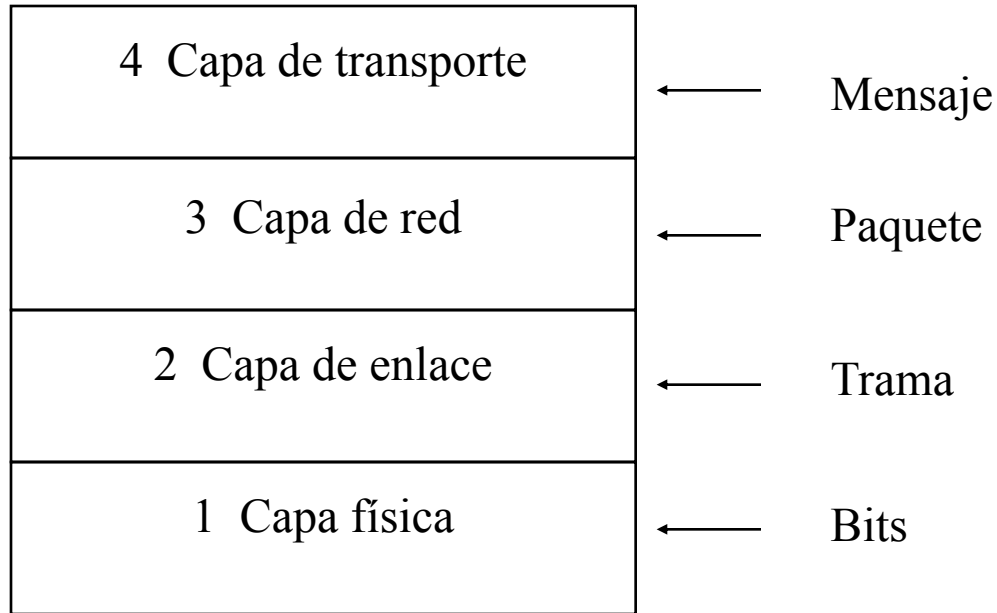 4 Capa de transporte
Mensaje
3 Capa de red
Paquete
2 Capa de enlace
Trama
1 Capa física
Bits